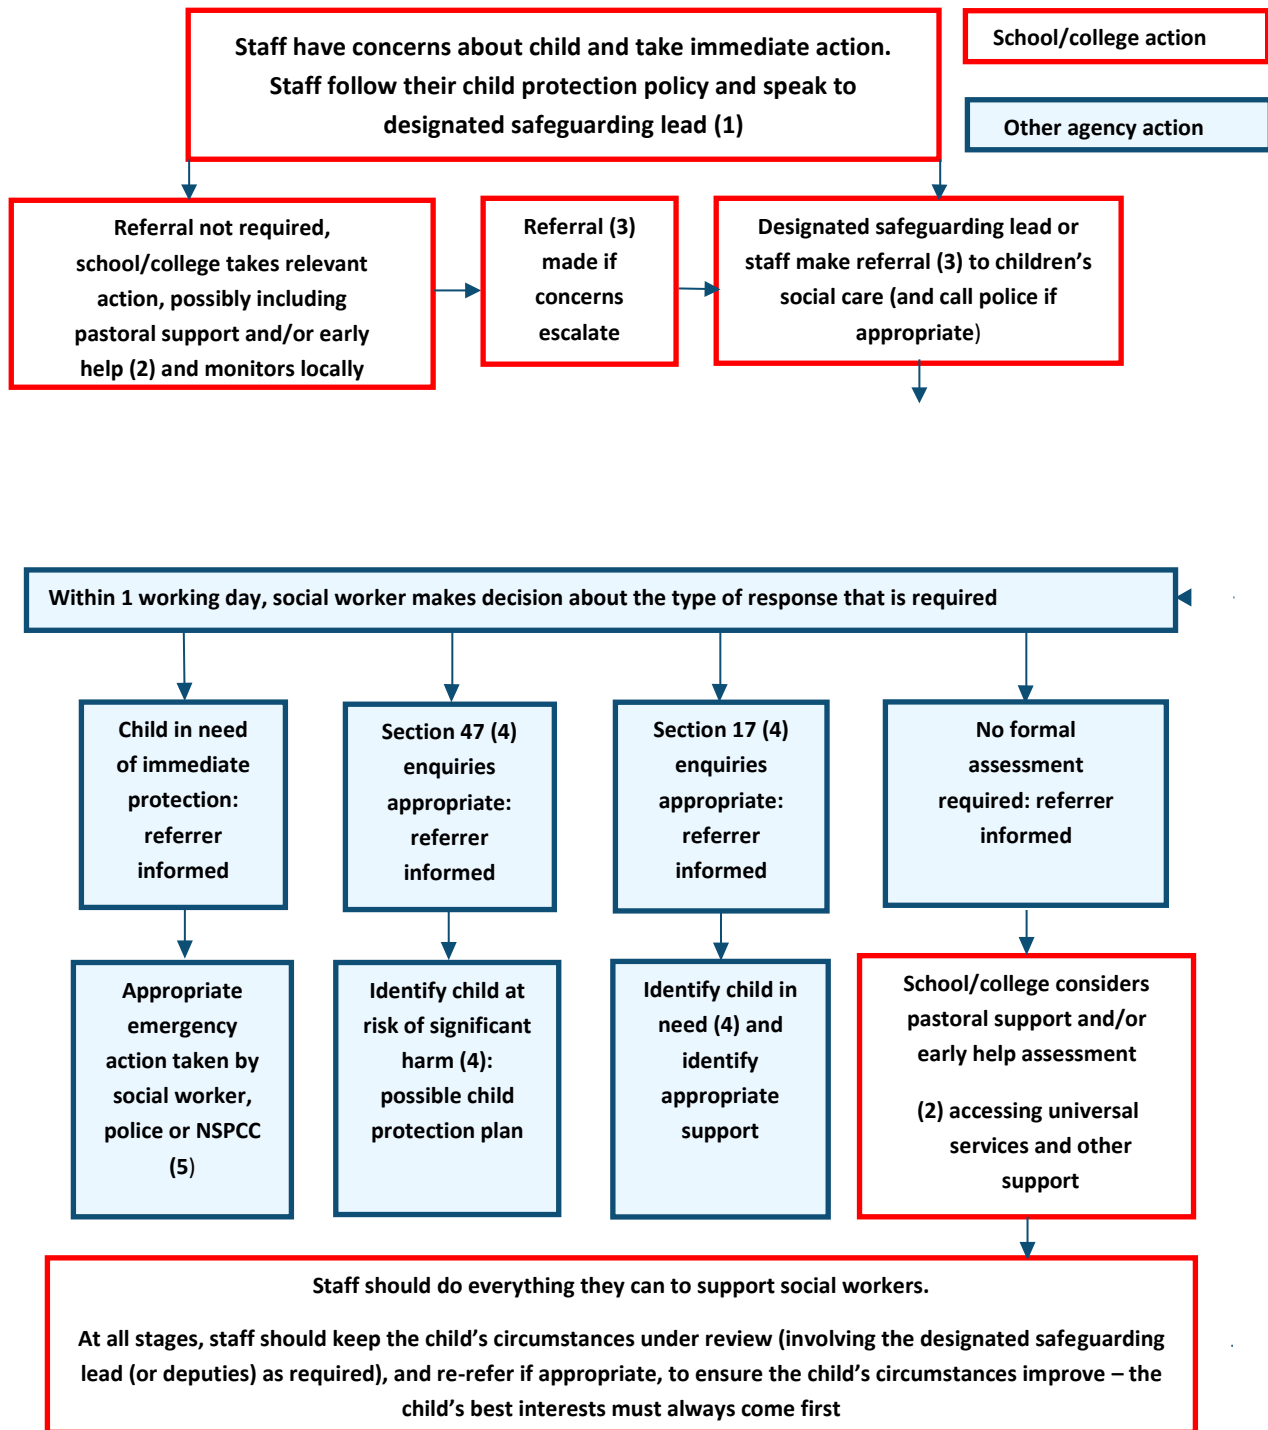 Staff have concerns about child and take immediate action.
Staff follow their child protection policy and speak to
designated safeguarding lead (1)
School/college action
Other agency action
Referral not required,
school/college takes relevant
action, possibly including
pastoral support and/or early
help (2) and monitors locally
Referral (3)
made if
concerns
escalate
Designated safeguarding lead or
staff make referral (3) to children’s
social care (and call police if
appropriate)
Within 1 working day, social worker makes decision about the type of response that is required
Child in need
of immediate
protection:
referrer
informed
Section 47 (4)
enquiries
appropriate:
referrer
informed
Section 17 (4)
enquiries
appropriate:
referrer
informed
No formal
assessment
required: referrer
informed
Appropriate
emergency
action taken by
social worker,
police or NSPCC
(5)
Identify child at
risk of significant
harm (4):
possible child
protection plan
Identify child in
need (4) and
identify
appropriate
support
School/college considers
pastoral support and/or
early help assessment
(2) accessing universal
services and other
support
Staff should do everything they can to support social workers.
At all stages, staff should keep the child’s circumstances under review (involving the designated safeguarding
lead (or deputies) as required), and re-refer if appropriate, to ensure the child’s circumstances improve – the
child’s best interests must always come first